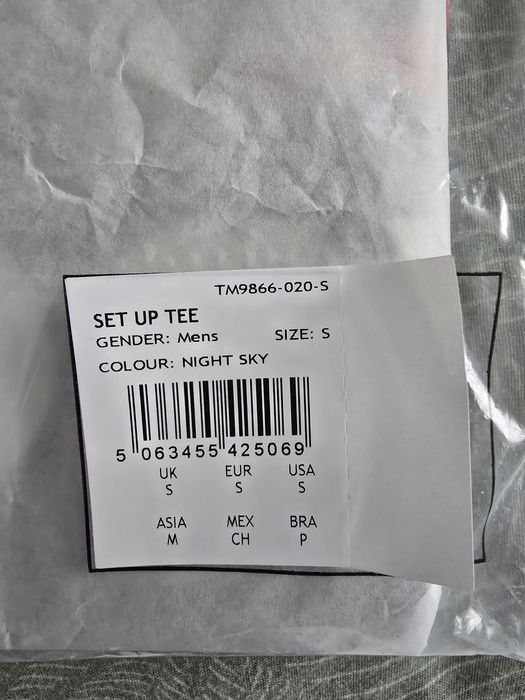 TM9866-020-S
SET UP TEE
GENDER: Mens SIZE: S
COLOUR: NIGHT SKY
5 063455 425069
UK EUR USA
S S S
ASIA MEX BRA
M CH P